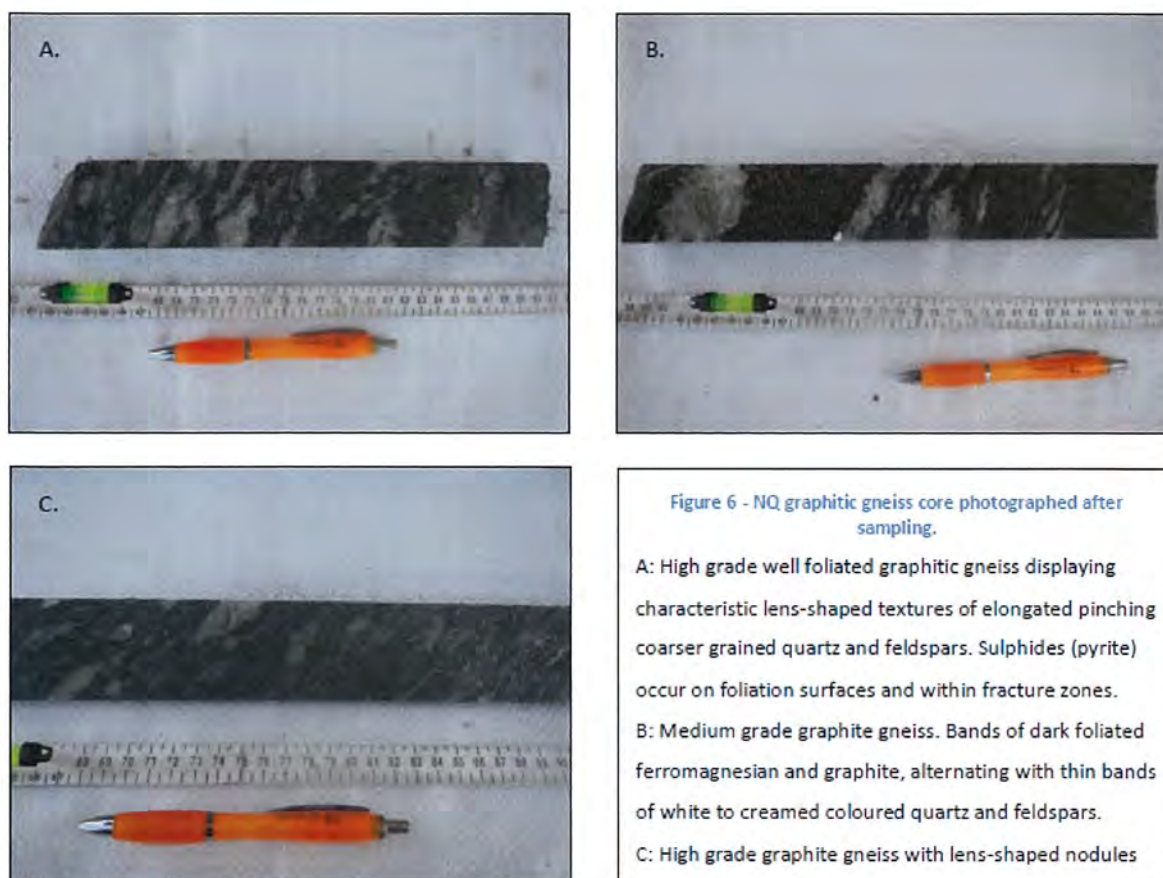 A.
B.
C.
Figure 6 - NQ graphitic gneiss core photographed after
sampling.
A: High grade well foliated graphitic gneiss displaying
characteristic lens-shaped textures of elongated pinching
coarser grained quartz and feldspars. Sulphides (pyrite)
occur on foliation surfaces and within fracture zones.
B: Medium grade graphite gneiss. Bands of dark foliated
ferromagnesian and graphite, alternating with thin bands
of white to creamed coloured quartz and feldspars.
C: High grade graphite gneiss with lens-shaped nodules